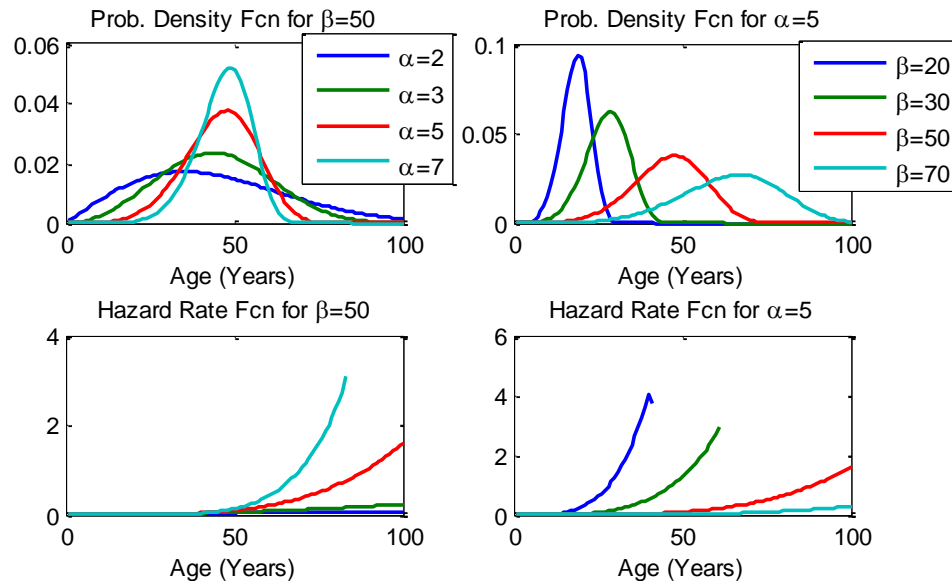 Prob. Density Fcn for β=50
0.06
0.04
0.02
0
0
50
100
Age (Years)
α=2
α=3
α=5
α=7
Prob. Density Fcn for α=5
0.1
0.05
0
0
50
100
Age (Years)
β=20
β=30
β=50
β=70
Hazard Rate Fcn for β=50
4
2
0
0
50
100
Age (Years)
Hazard Rate Fcn for α=5
6
4
2
0
0
50
100
Age (Years)